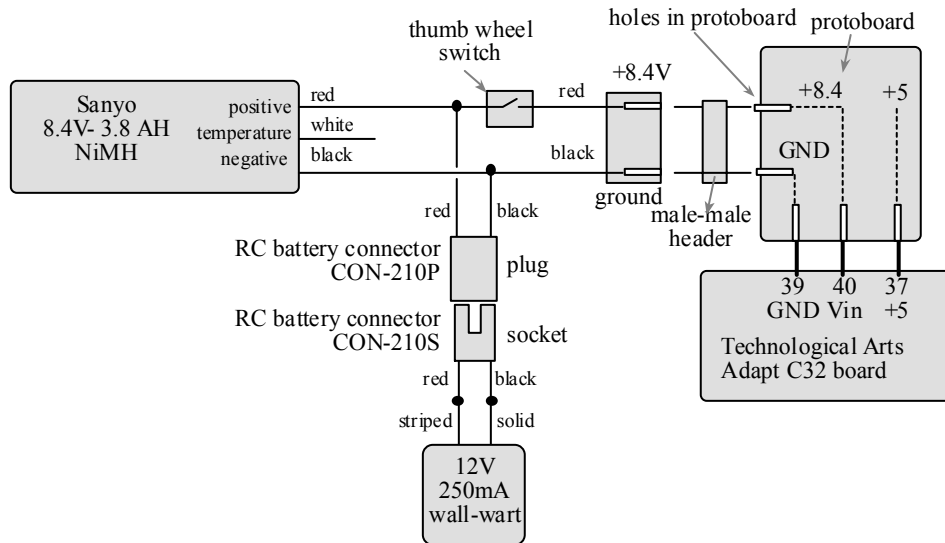 holes in protoboard
protoboard
thumb wheel
switch
+8.4V
Sanyo
8.4V- 3.8 AH
NiMH
positive
temperature
negative
red
white
black
red
black
ground
male-male
header
+8.4
+5
GND
red
black
RC battery connector
CON-210P
plug
RC battery connector
CON-210S
socket
red
black
striped
solid
12V
250mA
wall-wart
39
40
37
GND Vin
+5
Technological Arts
Adapt C32 board